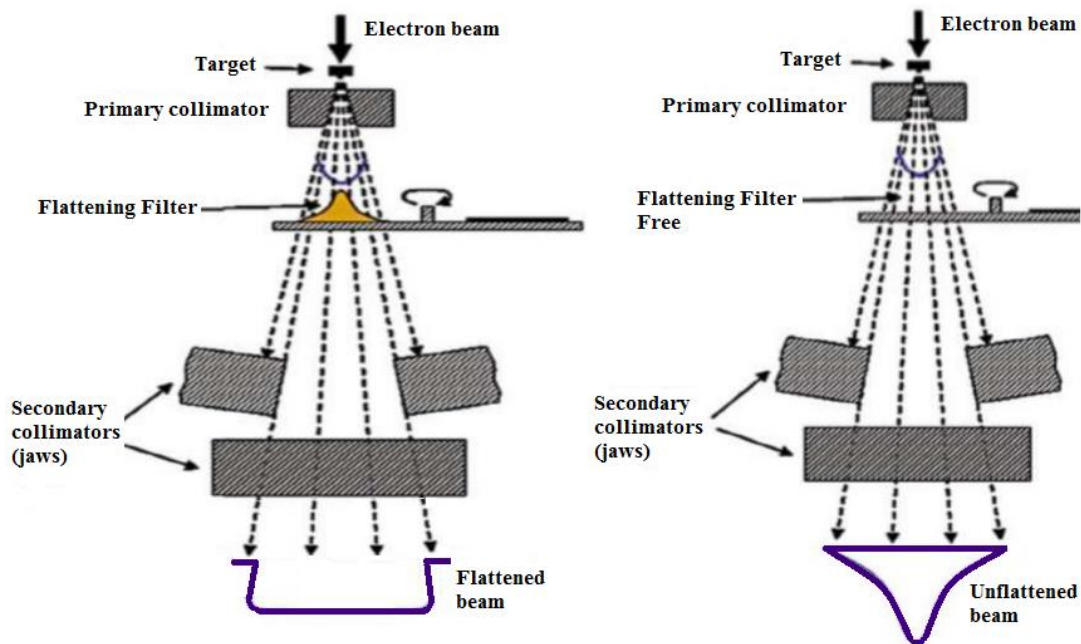 Electron beam
Target
Primary collimator
Flattening Filter
Secondary
collimators
(jaws)
Flattened
beam
Electron beam
Target
Primary collimator
Flattening Filter
Free
Secondary
collimators
(jaws)
Unflattened
beam